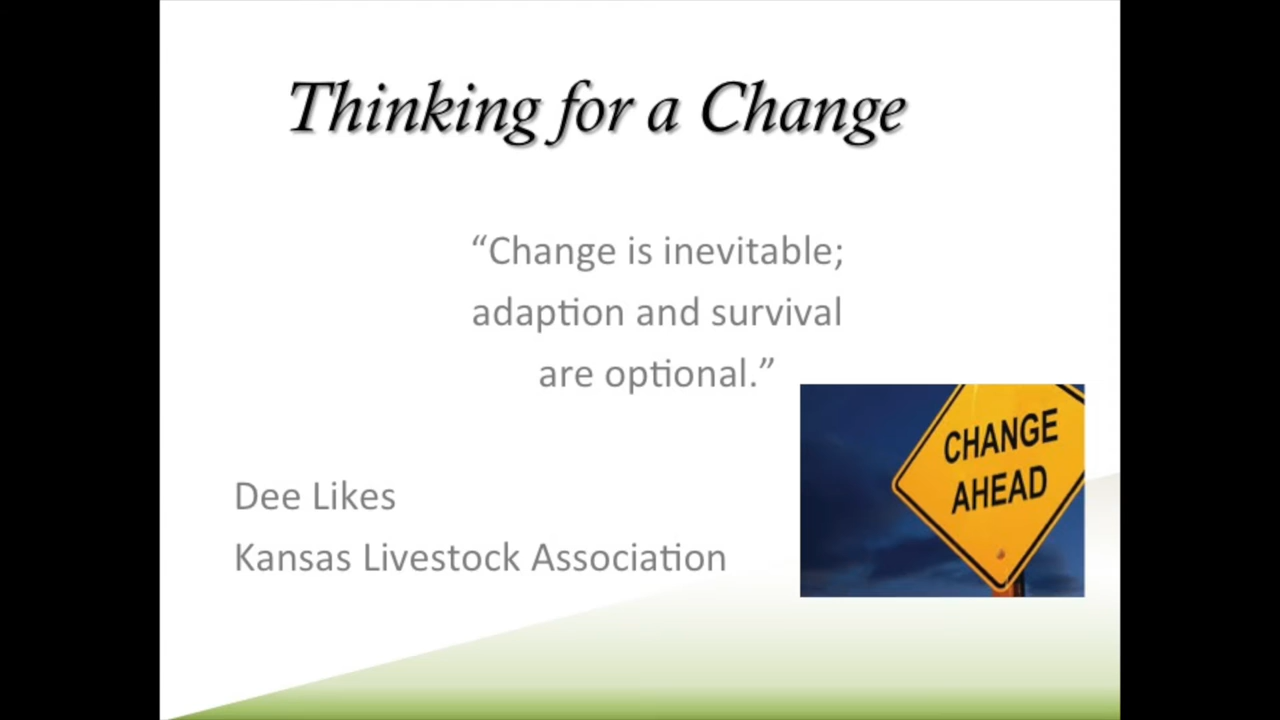 Thinking for a Change
“Change is inevitable;
adaption and survival
are optional.”
CHANGE
AHEAD
Dee Likes
Kansas Livestock Association